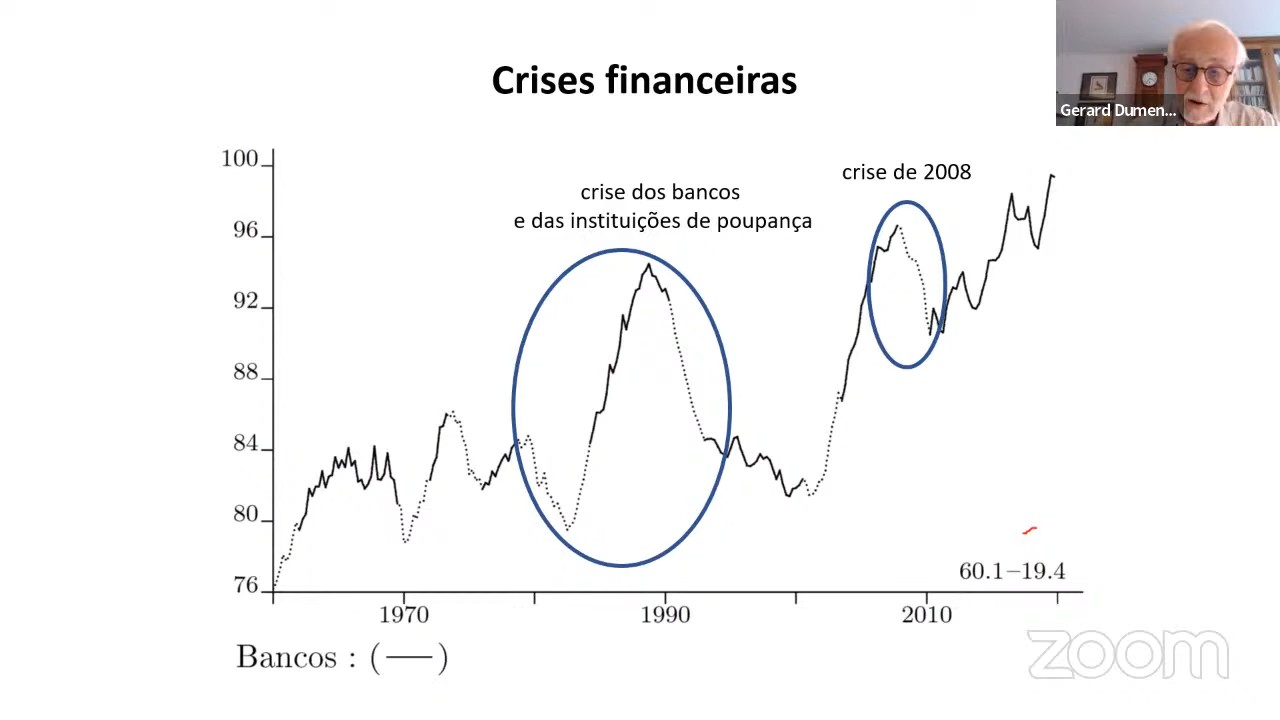 Crises financeiras
Gerard Dumen...
crise de 2008
crise dos bancos
e das instituições de poupança
100
96
92
88
84
80
76
60.1–19.4
1970
1990
2010
Bancos : (—)
zoom